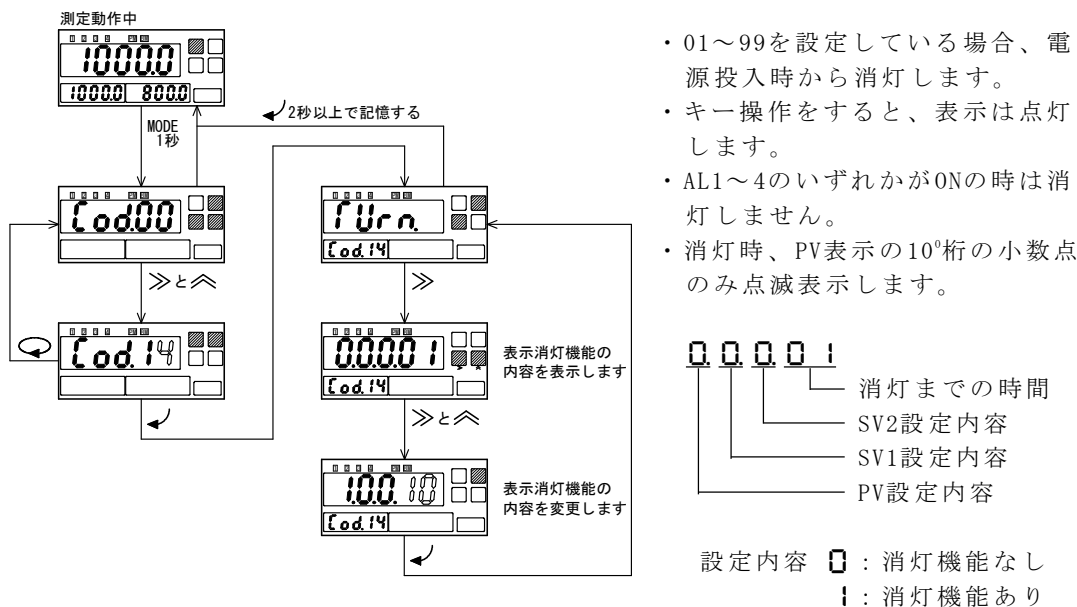 測定動作中
1000.0
1000.0 800.0
MODE
1秒
2秒以上で記憶する
Cod.00
≫と︽
Cod.14
TUrn.
Cod.14
≫
0.0.0.0 1
Cod.14
表示消灯機能の
内容を表示します
≫と︽
1.0.0. 10
Cod.14
表示消灯機能の
内容を変更します
・01～99を設定している場合、電
源投入時から消灯します。
・キー操作をすると、表示は点灯
します。
・AL1～4のいずれかがONの時は消
灯しません。
・消灯時、PV表示の10⁰桁の小数点
のみ点滅表示します。
0.0.0.0 1
消灯までの時間
SV2設定内容
SV1設定内容
PV設定内容
設定内容 0：消灯機能なし
1：消灯機能あり